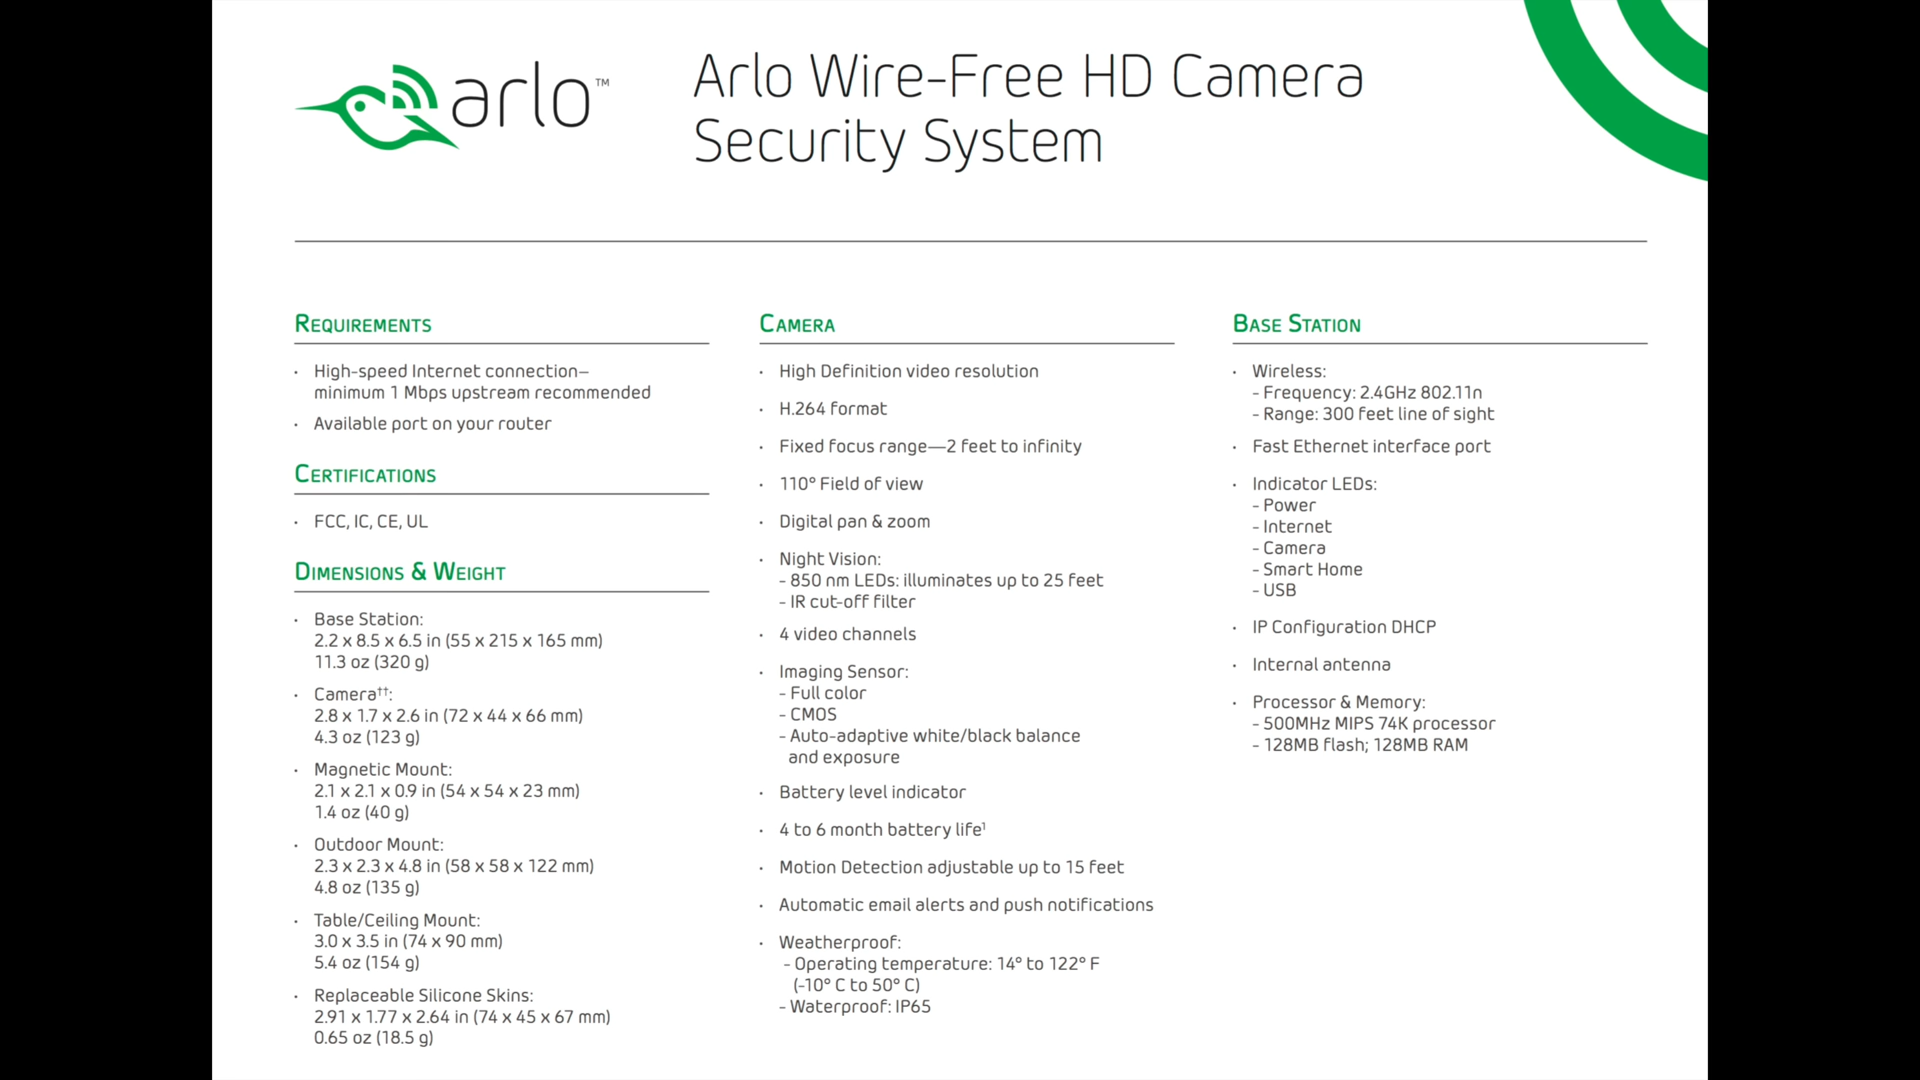 arlo™
Arlo Wire-Free HD Camera
Security System
REQUIREMENTS
· High-speed Internet connection–
minimum 1 Mbps upstream recommended
· Available port on your router
CERTIFICATIONS
· FCC, IC, CE, UL
DIMENSIONS & WEIGHT
· Base Station:
2.2 x 8.5 x 6.5 in (55 x 215 x 165 mm)
11.3 oz (320 g)
· Camera††:
2.8 x 1.7 x 2.6 in (72 x 44 x 66 mm)
4.3 oz (123 g)
· Magnetic Mount:
2.1 x 2.1 x 0.9 in (54 x 54 x 23 mm)
1.4 oz (40 g)
· Outdoor Mount:
2.3 x 2.3 x 4.8 in (58 x 58 x 122 mm)
4.8 oz (135 g)
· Table/Ceiling Mount:
3.0 x 3.5 in (74 x 90 mm)
5.4 oz (154 g)
· Replaceable Silicone Skins:
2.91 x 1.77 x 2.64 in (74 x 45 x 67 mm)
0.65 oz (18.5 g)
CAMERA
· High Definition video resolution
· H.264 format
· Fixed focus range—2 feet to infinity
· 110° Field of view
· Digital pan & zoom
· Night Vision:
- 850 nm LEDs: illuminates up to 25 feet
- IR cut-off filter
· 4 video channels
· Imaging Sensor:
- Full color
- CMOS
- Auto-adaptive white/black balance
and exposure
· Battery level indicator
· 4 to 6 month battery life¹
· Motion Detection adjustable up to 15 feet
· Automatic email alerts and push notifications
· Weatherproof:
- Operating temperature: 14° to 122° F
(-10° C to 50° C)
- Waterproof: IP65
BASE STATION
· Wireless:
- Frequency: 2.4GHz 802.11n
- Range: 300 feet line of sight
· Fast Ethernet interface port
· Indicator LEDs:
- Power
- Internet
- Camera
- Smart Home
- USB
· IP Configuration DHCP
· Internal antenna
· Processor & Memory:
- 500MHz MIPS 74K processor
- 128MB flash; 128MB RAM